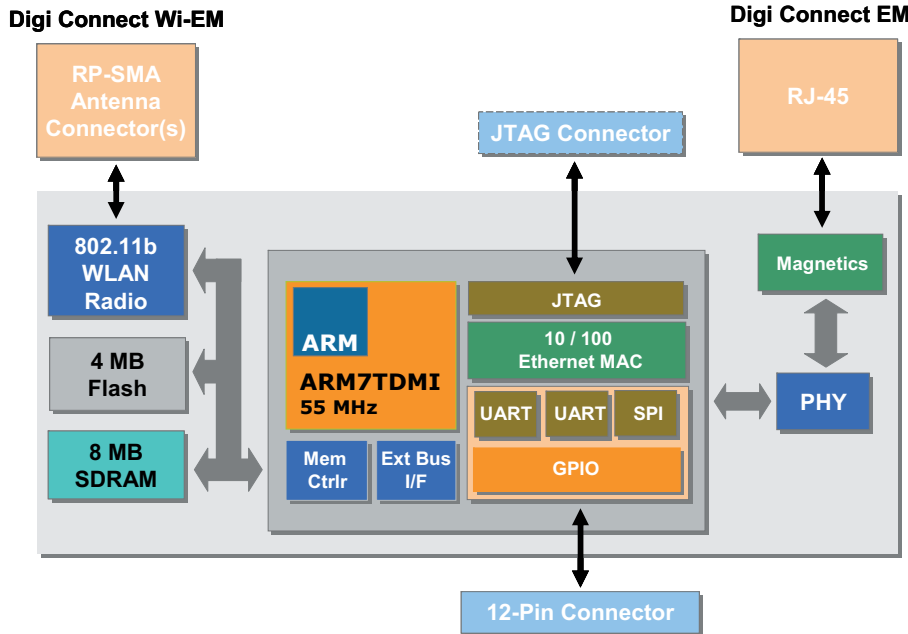 Digi Connect Wi-EM
Digi Connect EM
RP-SMA
Antenna
Connector(s)
JTAG Connector
RJ-45
802.11b
WLAN
Radio
4 MB
Flash
8 MB
SDRAM
ARM
ARM7TDMI
55 MHz
Mem
Ctrlr
Ext Bus
I/F
JTAG
10 / 100
Ethernet MAC
UART
UART
SPI
GPIO
Magnetics
PHY
12-Pin Connector